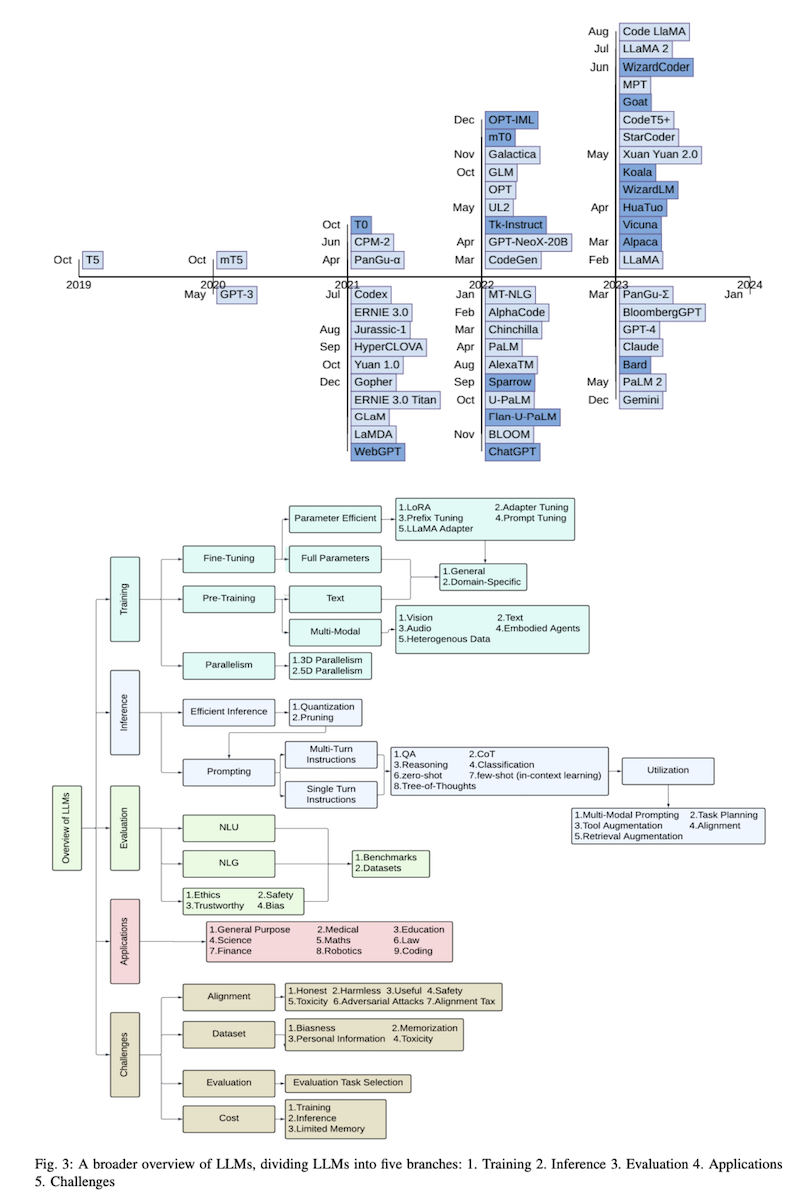 Aug Code LLaMA
Jul LLaMA 2
Jun WizardCoder
MPT
Goat
Dec OPT-IML CodeT5+
mT0 StarCoder
Nov Galactica May Xuan Yuan 2.0
Oct GLM Koala
OPT WizardLM
May UL2 Apr HuaTuo
Oct T0 Tk-Instruct Vicuna
Jun CPM-2 Apr GPT-NeoX-20B Mar Alpaca
Oct T5 Oct mT5 Apr PanGu-α Mar CodeGen Feb LLaMA
2019 2020 2021 2022 2023 2024
May GPT-3 Jul Codex Jan MT-NLG Mar PanGu-Σ Jan
ERNIE 3.0 Feb AlphaCode BloombergGPT
Aug Jurassic-1 Mar Chinchilla GPT-4
Sep HyperCLOVA Apr PaLM Claude
Oct Yuan 1.0 Aug AlexaTM Bard
Dec Gopher Sep Sparrow May PaLM 2
ERNIE 3.0 Titan Oct U-PaLM Dec Gemini
GLaM Flan-U-PaLM
LaMDA Nov BLOOM
WebGPT ChatGPT
Overview of LLMs
Training
Fine-Tuning
Parameter Efficient
1.LoRA 2.Adapter Tuning
3.Prefix Tuning 4.Prompt Tuning
5.LLaMA Adapter
Full Parameters
1.General
2.Domain-Specific
Pre-Training
Text
Multi-Modal
1.Vision 2.Text
3.Audio 4.Embodied Agents
5.Heterogenous Data
Parallelism
1.3D Parallelism
2.5D Parallelism
Inference
Efficient Inference
1.Quantization
2.Pruning
Prompting
Multi-Turn
Instructions
Single Turn
Instructions
1.QA 2.CoT
3.Reasoning 4.Classification
6.zero-shot 7.few-shot (in-context learning)
8.Tree-of-Thoughts
Utilization
1.Multi-Modal Prompting 2.Task Planning
3.Tool Augmentation 4.Alignment
5.Retrieval Augmentation
Evaluation
NLU
NLG
1.Ethics 2.Safety
3.Trustworthy 4.Bias
1.Benchmarks
2.Datasets
Applications
1.General Purpose 2.Medical 3.Education
4.Science 5.Maths 6.Law
7.Finance 8.Robotics 9.Coding
Challenges
Alignment
1.Honest 2.Harmless 3.Useful 4.Safety
5.Toxicity 6.Adversarial Attacks 7.Alignment Tax
Dataset
1.Biasness 2.Memorization
3.Personal Information 4.Toxicity
Evaluation
Evaluation Task Selection
Cost
1.Training
2.Inference
3.Limited Memory
Fig. 3: A broader overview of LLMs, dividing LLMs into five branches: 1. Training 2. Inference 3. Evaluation 4. Applications
5. Challenges